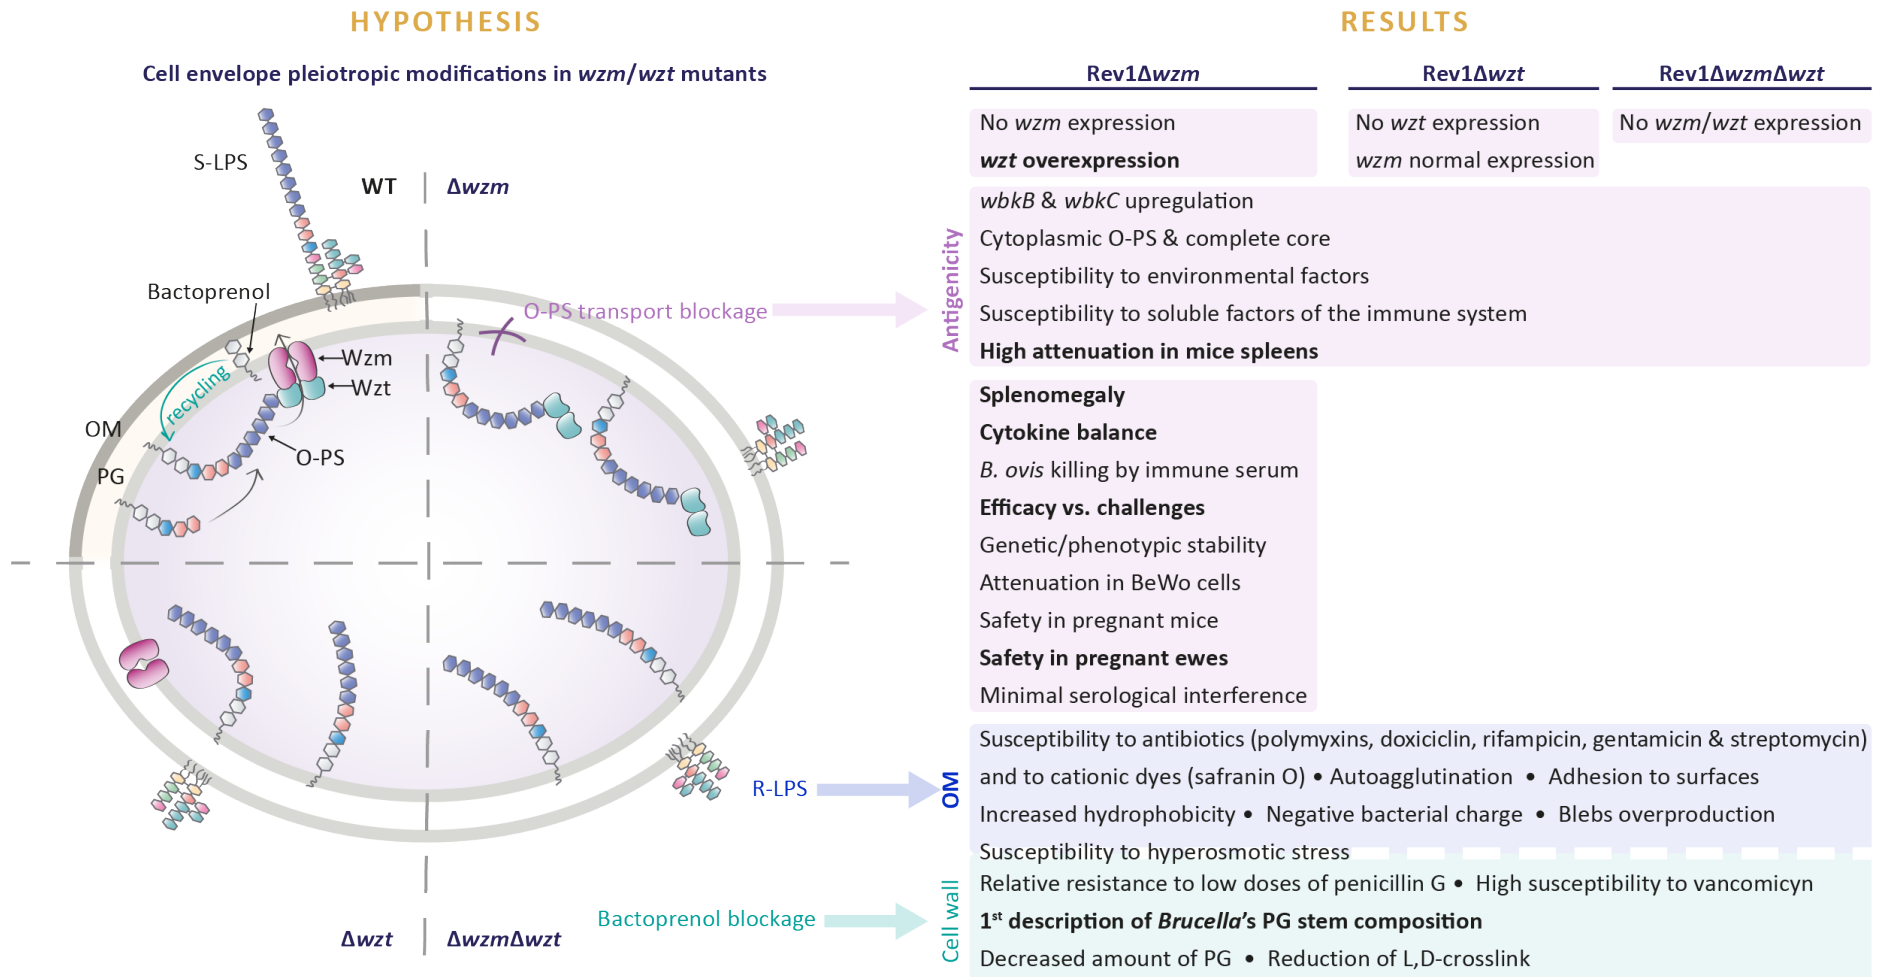 HYPOTHESIS
Cell envelope pleiotropic modifications in wzm/wzt mutants
S-LPS
WT
Δwzm
Bactoprenol
O-PS transport blockage
Wzm
Wzt
recycling
OM
O-PS
PG
R-LPS
Bactoprenol blockage
Δwzt
ΔwzmΔwzt
RESULTS
Rev1Δwzm
Rev1Δwzt
Rev1ΔwzmΔwzt
No wzm expression
wzt overexpression
No wzt expression
wzm normal expression
No wzm/wzt expression
Antigenicity
wbkB & wbkC upregulation
Cytoplasmic O-PS & complete core
Susceptibility to environmental factors
Susceptibility to soluble factors of the immune system
High attenuation in mice spleens
Splenomegaly
Cytokine balance
B. ovis killing by immune serum
Efficacy vs. challenges
Genetic/phenotypic stability
Attenuation in BeWo cells
Safety in pregnant mice
Safety in pregnant ewes
Minimal serological interference
OM
Susceptibility to antibiotics (polymyxins, doxiciclin, rifampicin, gentamicin & streptomycin)
and to cationic dyes (safranin O) • Autoagglutination • Adhesion to surfaces
Increased hydrophobicity • Negative bacterial charge • Blebs overproduction
Susceptibility to hyperosmotic stress
Cell wall
Relative resistance to low doses of penicillin G • High susceptibility to vancomicyn
1st description of Brucella's PG stem composition
Decreased amount of PG • Reduction of L,D-crosslink